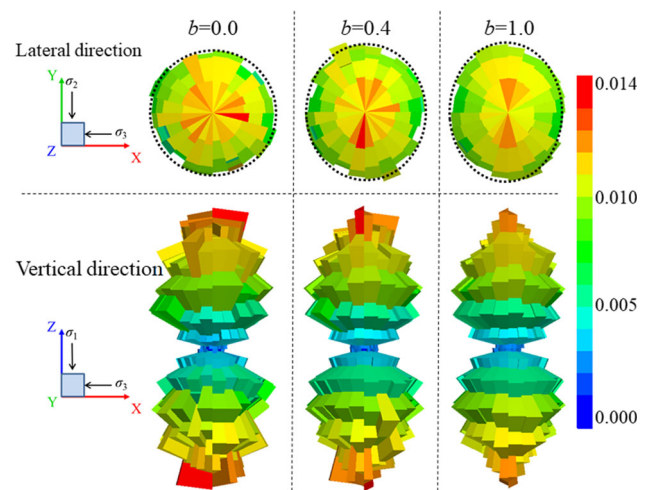 b=0.0 b=0.4 b=1.0
Lateral direction
Y
σ2
σ3
Z X
0.014
0.010
0.005
0.000
Vertical direction
Z
σ1
σ3
Y X